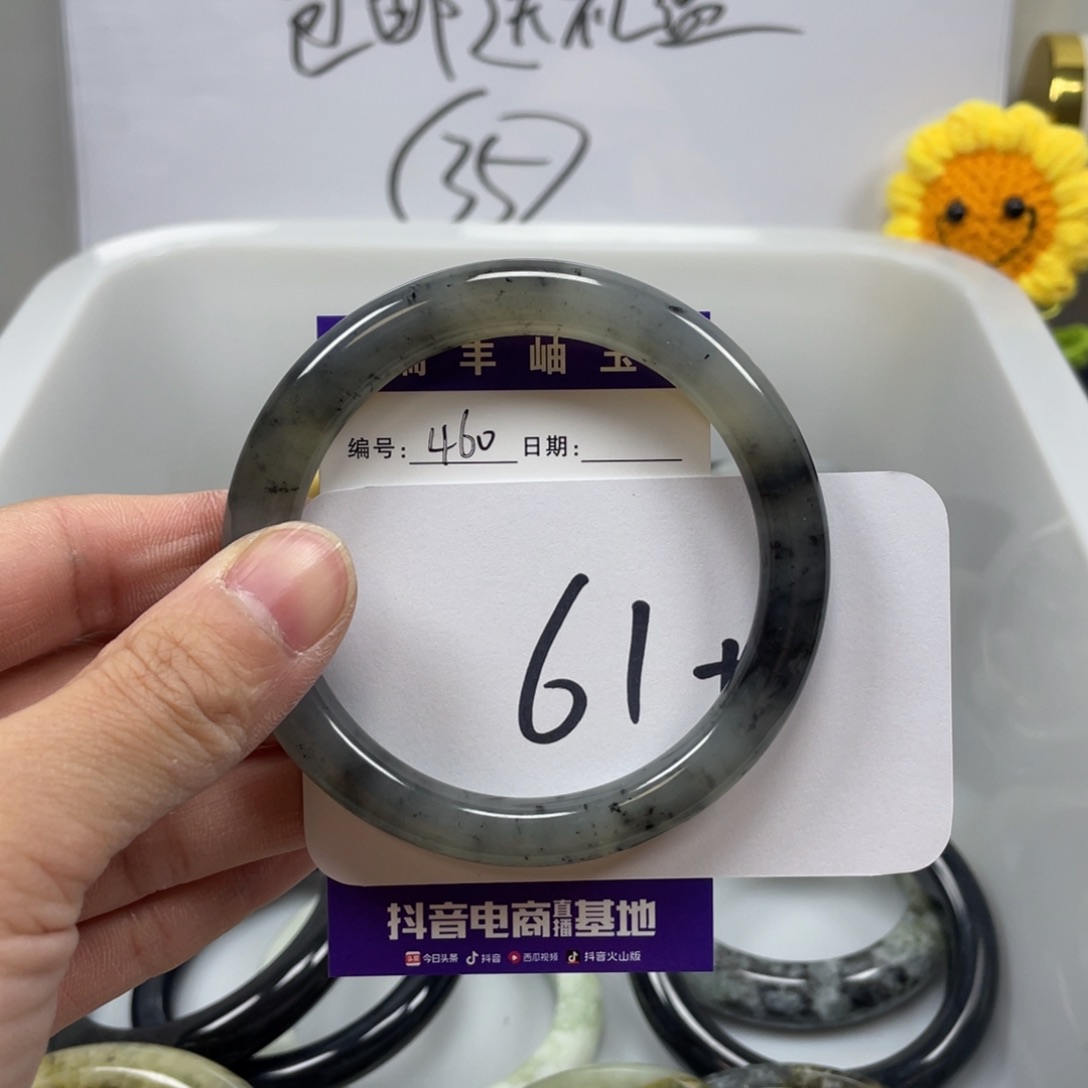 包邮送礼盒
35
丰岫玉
编号: 460 日期:
61+
抖音电商直播基地
今日头条 抖音 西瓜视频 抖音火山版